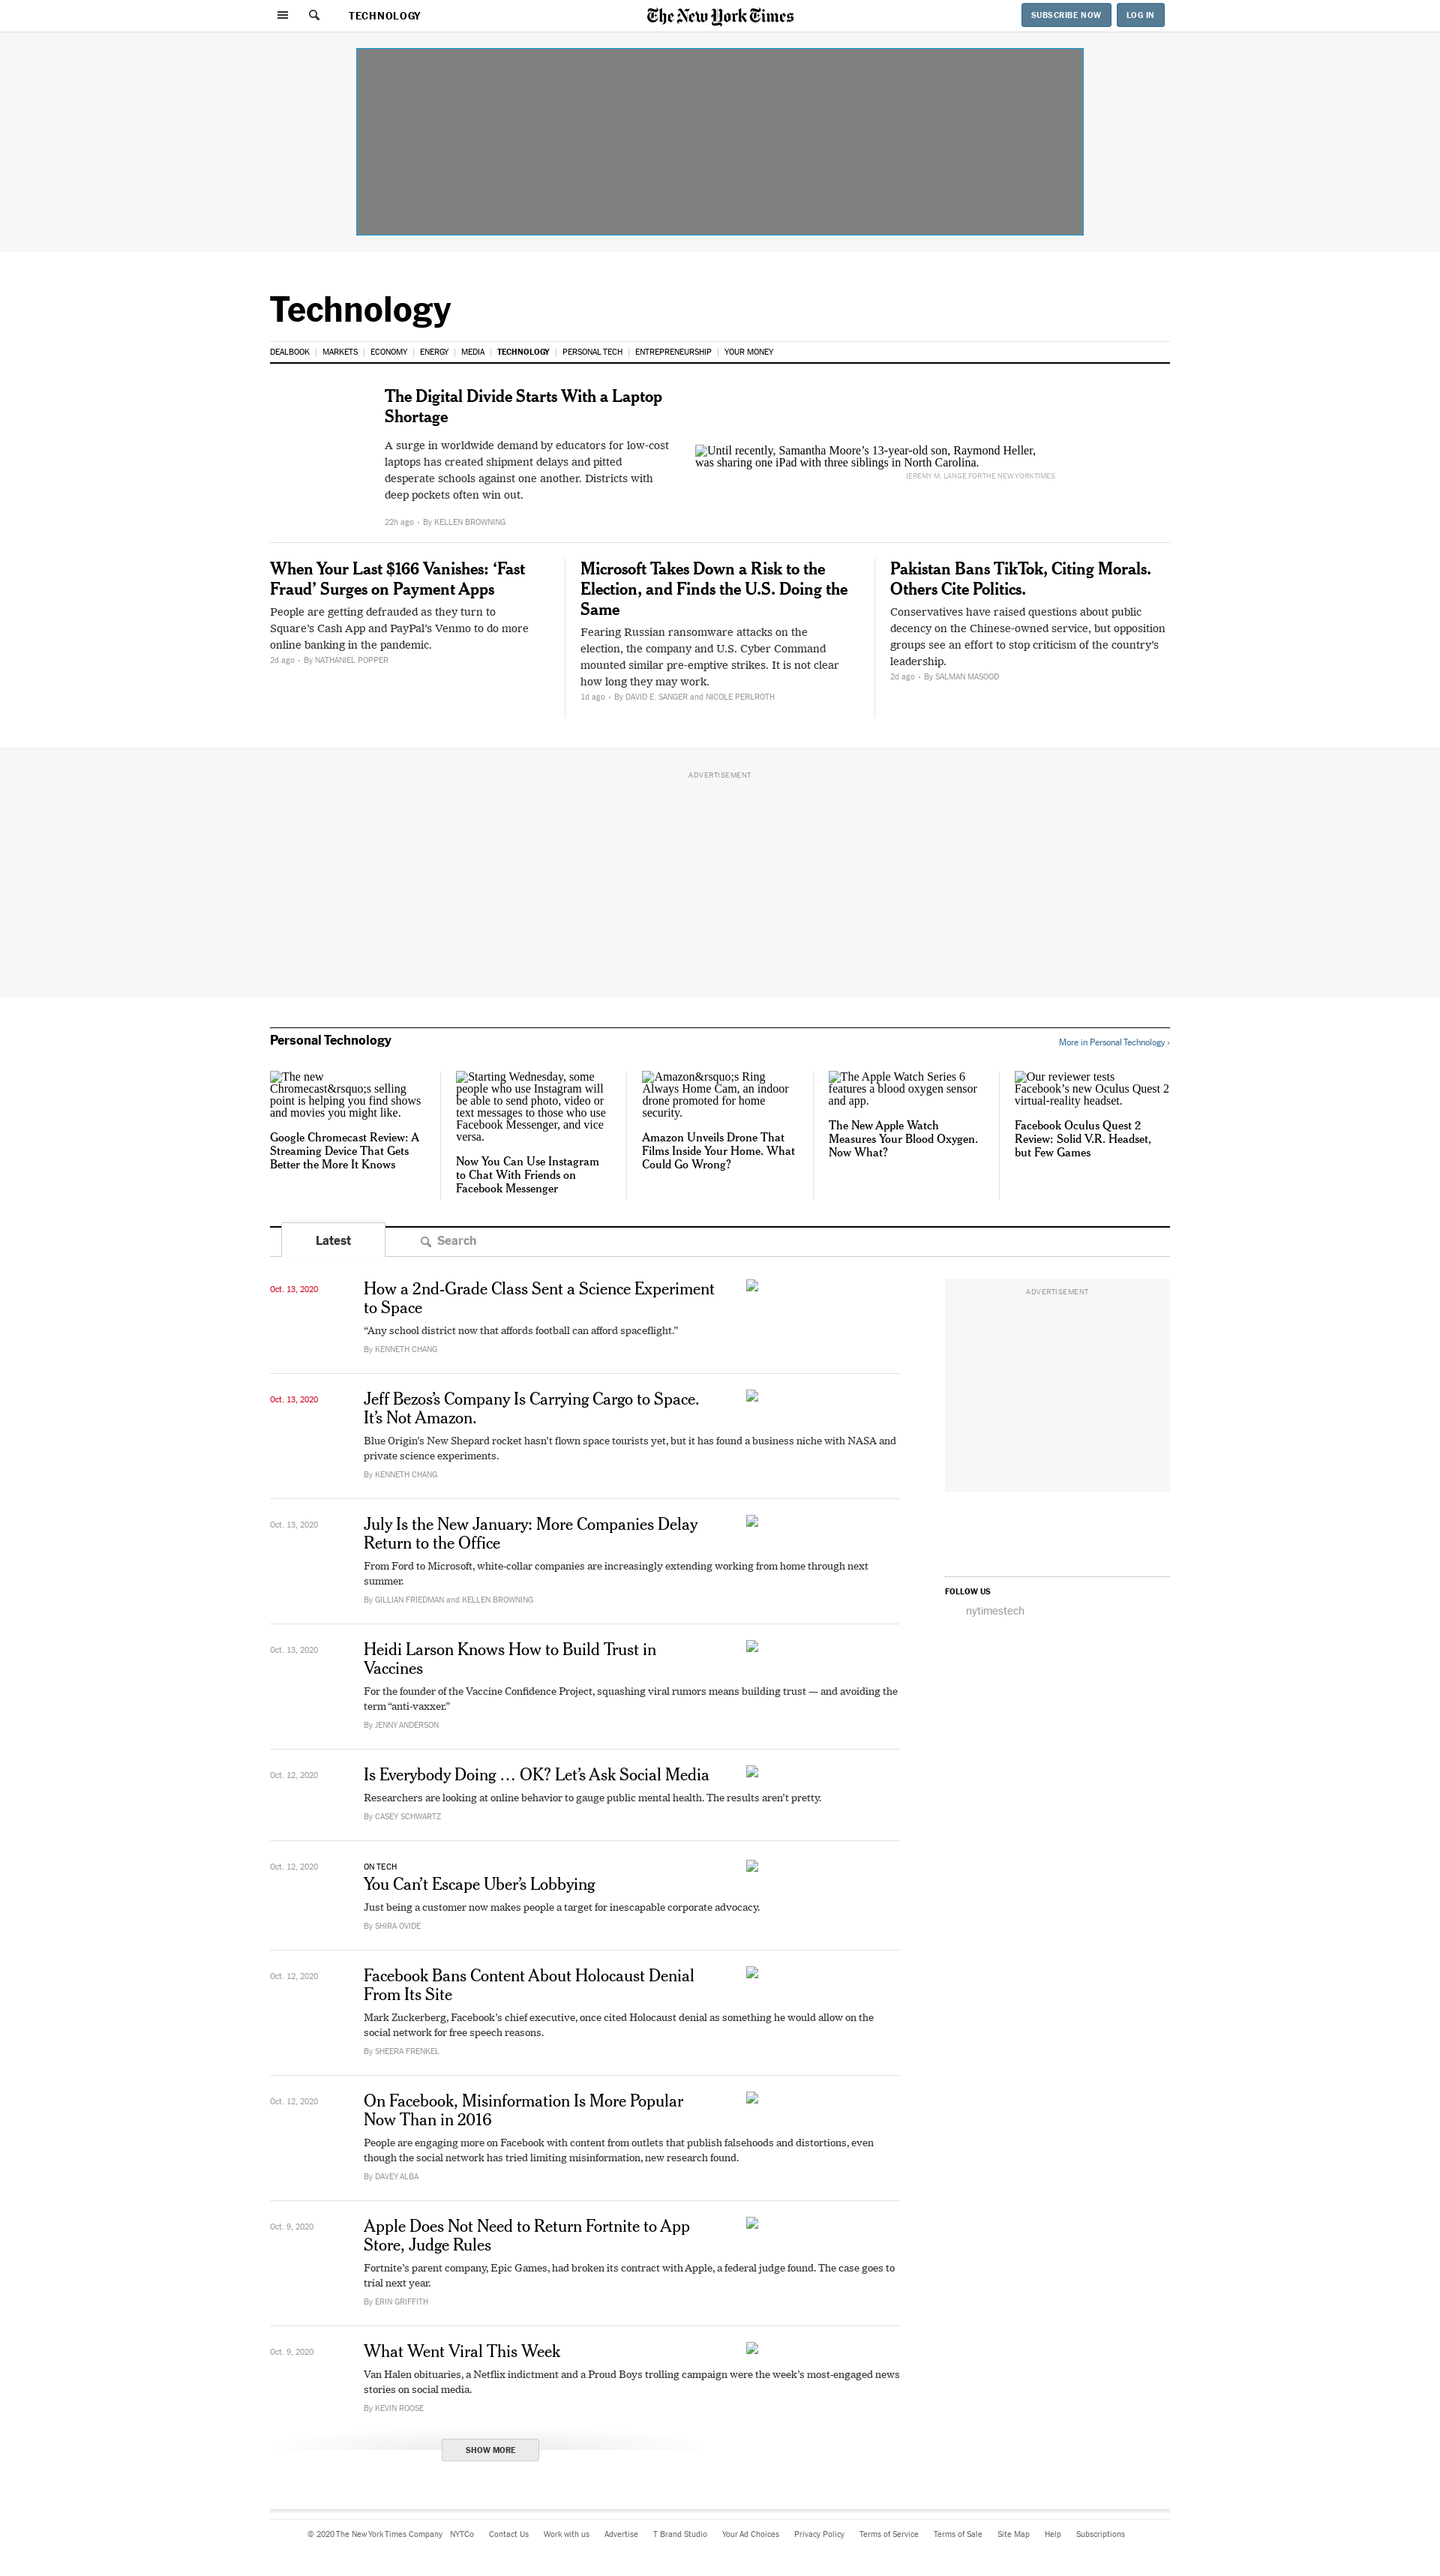 TECHNOLOGY
The New York Times
SUBSCRIBE NOW
LOG IN
Technology
DEALBOOK | MARKETS | ECONOMY | ENERGY | MEDIA | TECHNOLOGY | PERSONAL TECH | ENTREPRENEURSHIP | YOUR MONEY
The Digital Divide Starts With a Laptop
Shortage
A surge in worldwide demand by educators for low-cost
laptops has created shipment delays and pitted
desperate schools against one another. Districts with
deep pockets often win out.
22h ago • By KELLEN BROWNING
Until recently, Samantha Moore’s 13-year-old son, Raymond Heller,
was sharing one iPad with three siblings in North Carolina.
JEREMY M. LANGE FOR THE NEW YORK TIMES
When Your Last $166 Vanishes: ‘Fast
Fraud’ Surges on Payment Apps
People are getting defrauded as they turn to
Square’s Cash App and PayPal’s Venmo to do more
online banking in the pandemic.
2d ago • By NATHANIEL POPPER
Microsoft Takes Down a Risk to the
Election, and Finds the U.S. Doing the
Same
Fearing Russian ransomware attacks on the
election, the company and U.S. Cyber Command
mounted similar pre-emptive strikes. It is not clear
how long they may work.
1d ago • By DAVID E. SANGER and NICOLE PERLROTH
Pakistan Bans TikTok, Citing Morals.
Others Cite Politics.
Conservatives have raised questions about public
decency on the Chinese-owned service, but opposition
groups see an effort to stop criticism of the country’s
leadership.
2d ago • By SALMAN MASOOD
ADVERTISEMENT
Personal Technology
More in Personal Technology ›
The new
Chromecast&rsquo;s selling
point is helping you find shows
and movies you might like.
Google Chromecast Review: A
Streaming Device That Gets
Better the More It Knows
Starting Wednesday, some
people who use Instagram will
be able to send photo, video or
text messages to those who use
Facebook Messenger, and vice
versa.
Now You Can Use Instagram
to Chat With Friends on
Facebook Messenger
Amazon&rsquo;s Ring
Always Home Cam, an indoor
drone promoted for home
security.
Amazon Unveils Drone That
Films Inside Your Home. What
Could Go Wrong?
The Apple Watch Series 6
features a blood oxygen sensor
and app.
The New Apple Watch
Measures Your Blood Oxygen.
Now What?
Our reviewer tests
Facebook’s new Oculus Quest 2
virtual-reality headset.
Facebook Oculus Quest 2
Review: Solid V.R. Headset,
but Few Games
Latest
Search
Oct. 13, 2020
How a 2nd-Grade Class Sent a Science Experiment
to Space
“Any school district now that affords football can afford spaceflight.”
By KENNETH CHANG
ADVERTISEMENT
Oct. 13, 2020
Jeff Bezos’s Company Is Carrying Cargo to Space.
It’s Not Amazon.
Blue Origin’s New Shepard rocket hasn’t flown space tourists yet, but it has found a business niche with NASA and
private science experiments.
By KENNETH CHANG
Oct. 13, 2020
July Is the New January: More Companies Delay
Return to the Office
From Ford to Microsoft, white-collar companies are increasingly extending working from home through next
summer.
By GILLIAN FRIEDMAN and KELLEN BROWNING
FOLLOW US
nytimestech
Oct. 13, 2020
Heidi Larson Knows How to Build Trust in
Vaccines
For the founder of the Vaccine Confidence Project, squashing viral rumors means building trust — and avoiding the
term “anti-vaxxer.”
By JENNY ANDERSON
Oct. 12, 2020
Is Everybody Doing … OK? Let’s Ask Social Media
Researchers are looking at online behavior to gauge public mental health. The results aren’t pretty.
By CASEY SCHWARTZ
Oct. 12, 2020
ON TECH
You Can’t Escape Uber’s Lobbying
Just being a customer now makes people a target for inescapable corporate advocacy.
By SHIRA OVIDE
Oct. 12, 2020
Facebook Bans Content About Holocaust Denial
From Its Site
Mark Zuckerberg, Facebook’s chief executive, once cited Holocaust denial as something he would allow on the
social network for free speech reasons.
By SHEERA FRENKEL
Oct. 12, 2020
On Facebook, Misinformation Is More Popular
Now Than in 2016
People are engaging more on Facebook with content from outlets that publish falsehoods and distortions, even
though the social network has tried limiting misinformation, new research found.
By DAVEY ALBA
Oct. 9, 2020
Apple Does Not Need to Return Fortnite to App
Store, Judge Rules
Fortnite’s parent company, Epic Games, had broken its contract with Apple, a federal judge found. The case goes to
trial next year.
By ERIN GRIFFITH
Oct. 9, 2020
What Went Viral This Week
Van Halen obituaries, a Netflix indictment and a Proud Boys trolling campaign were the week’s most-engaged news
stories on social media.
By KEVIN ROOSE
SHOW MORE
© 2020 The New York Times Company NYTCo Contact Us Work with us Advertise T Brand Studio Your Ad Choices Privacy Policy Terms of Service Terms of Sale Site Map Help Subscriptions